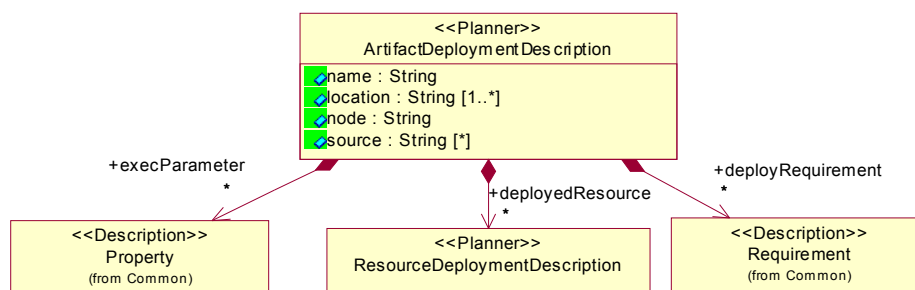 <<Planner>>
ArtifactDeploymentDescription
name : String
location : String [1..*]
node : String
source : String [*]
+execParameter
*
+deployedResource
*
+deployRequirement
*
<<Description>>
Property
(from Common)
<<Planner>>
ResourceDeploymentDescription
<<Description>>
Requirement
(from Common)